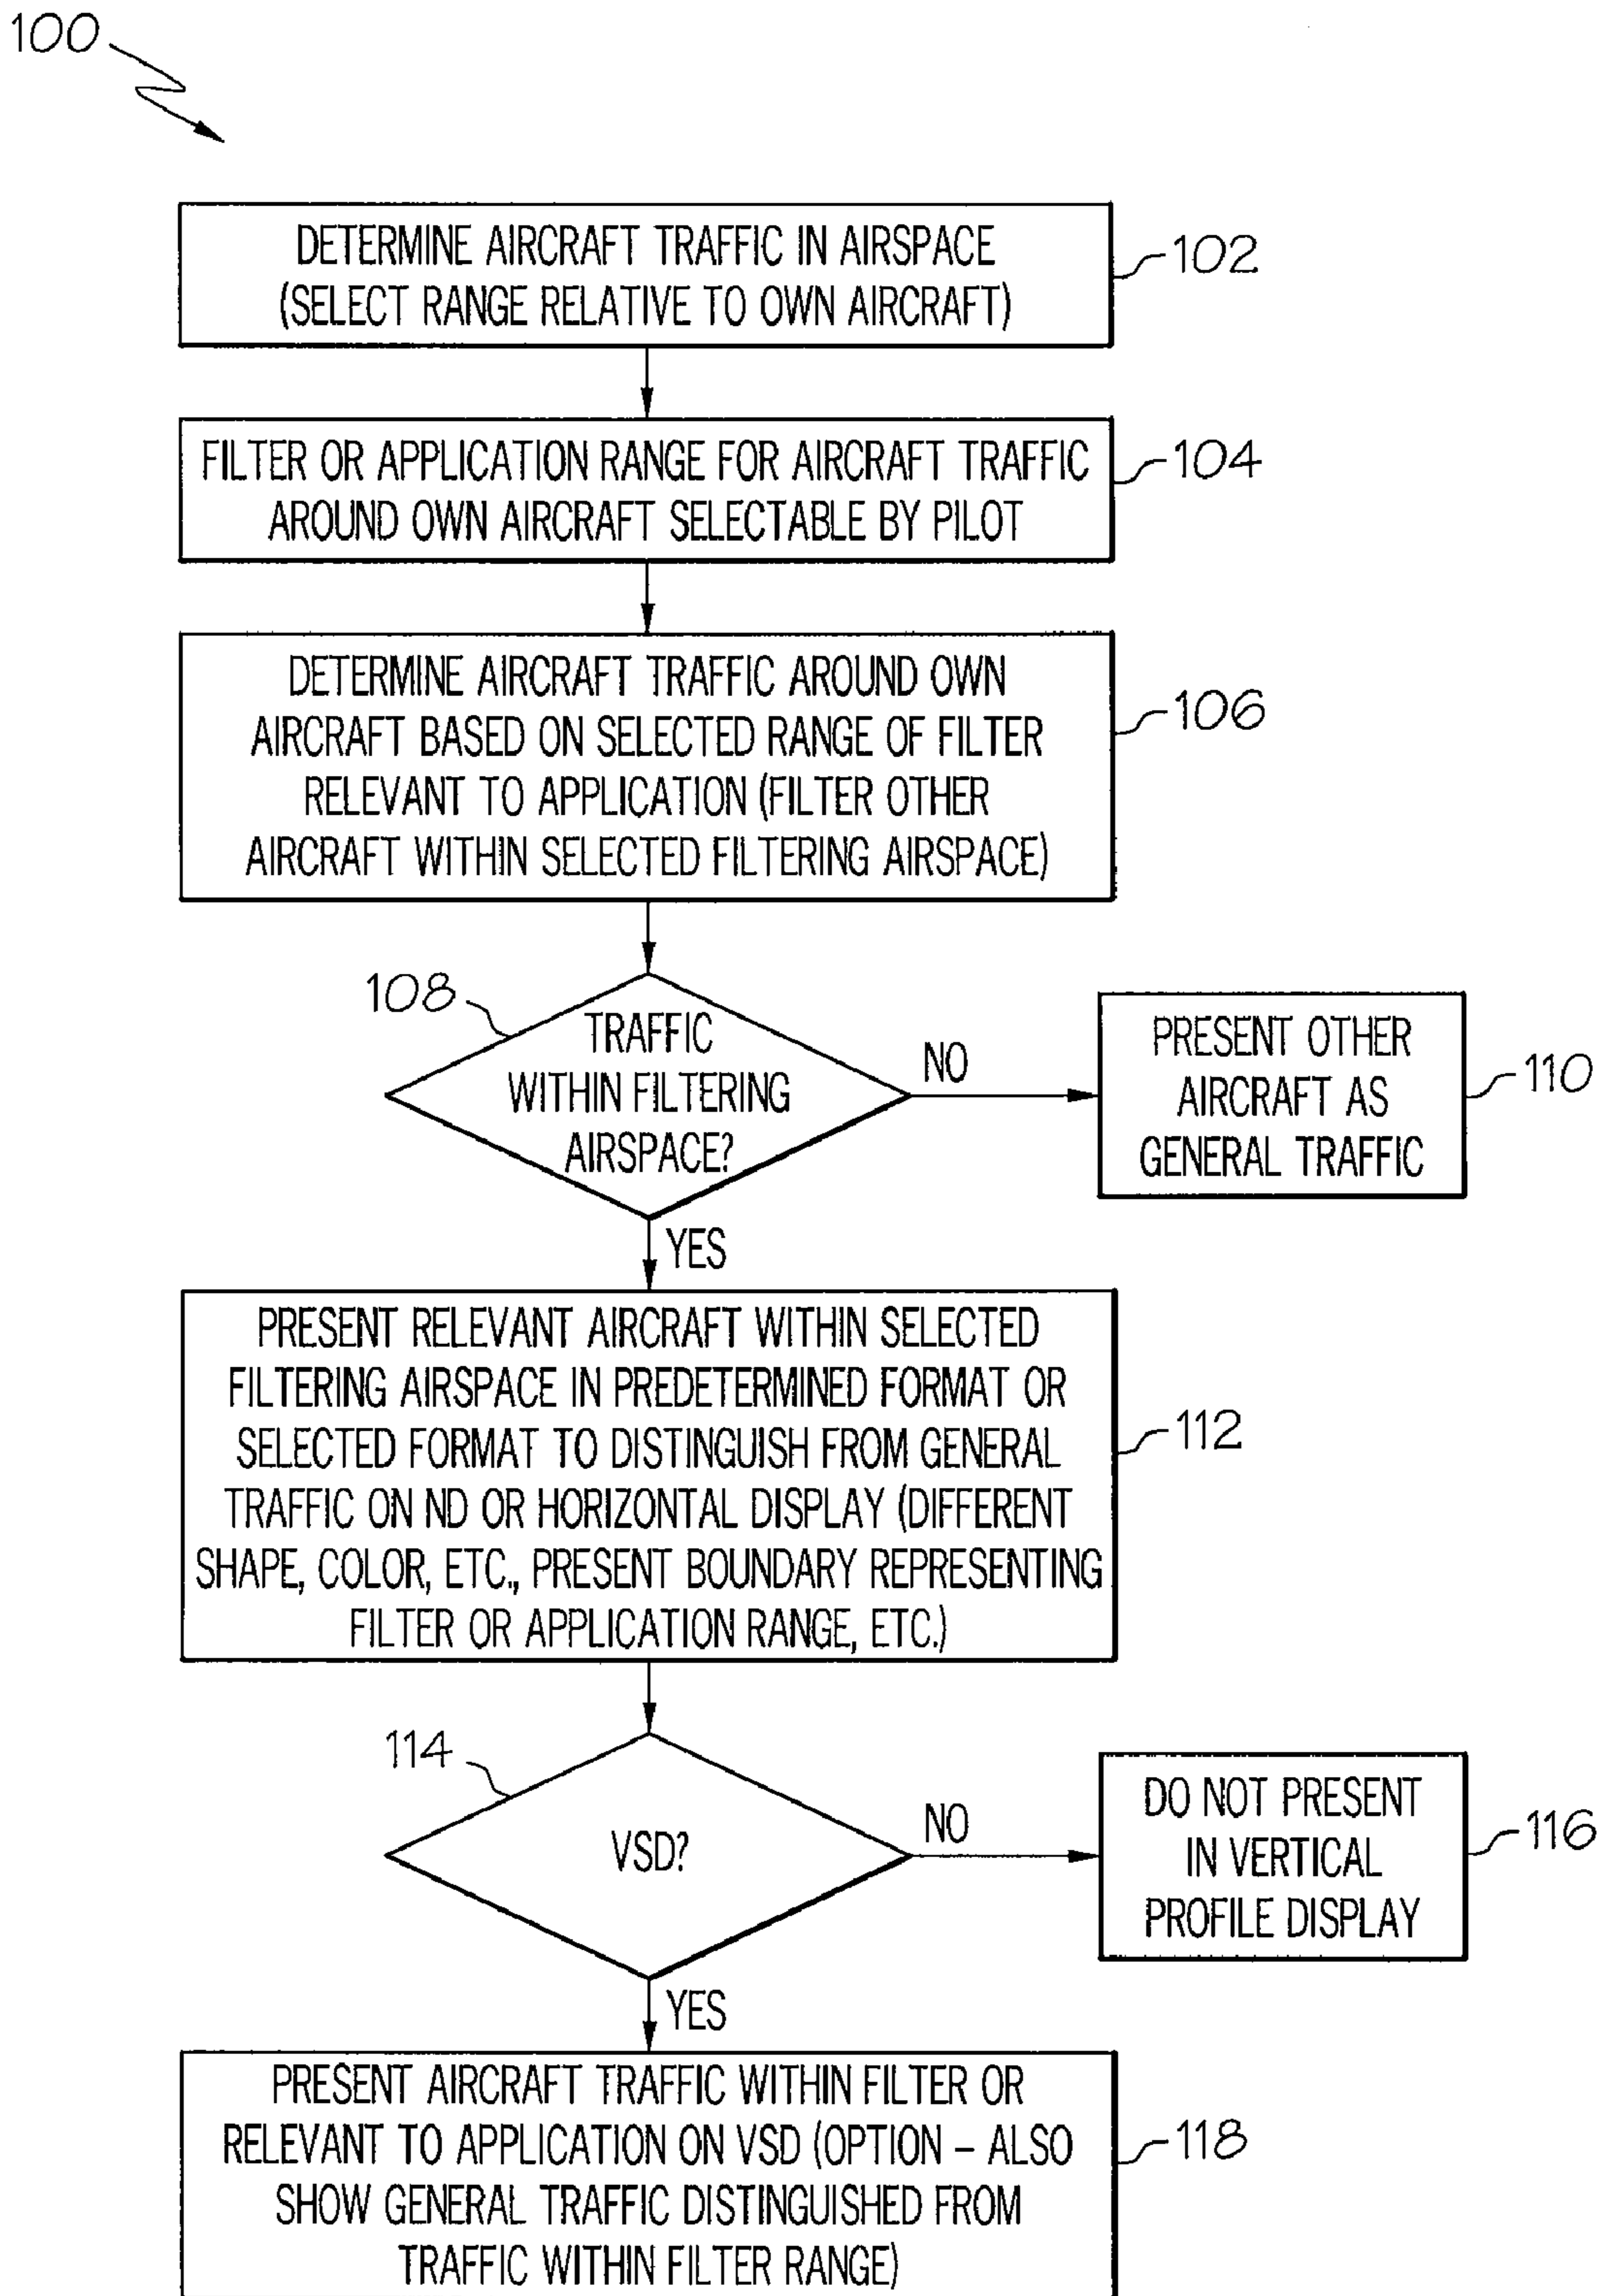 100
DETERMINE AIRCRAFT TRAFFIC IN AIRSPACE
(SELECT RANGE RELATIVE TO OWN AIRCRAFT)
102
FILTER OR APPLICATION RANGE FOR AIRCRAFT TRAFFIC
AROUND OWN AIRCRAFT SELECTABLE BY PILOT
104
DETERMINE AIRCRAFT TRAFFIC AROUND OWN
AIRCRAFT BASED ON SELECTED RANGE OF FILTER
RELEVANT TO APPLICATION (FILTER OTHER
AIRCRAFT WITHIN SELECTED FILTERING AIRSPACE)
106
108
TRAFFIC
WITHIN FILTERING
AIRSPACE?
NO
PRESENT OTHER
AIRCRAFT AS
GENERAL TRAFFIC
110
YES
PRESENT RELEVANT AIRCRAFT WITHIN SELECTED
FILTERING AIRSPACE IN PREDETERMINED FORMAT OR
SELECTED FORMAT TO DISTINGUISH FROM GENERAL
TRAFFIC ON ND OR HORIZONTAL DISPLAY (DIFFERENT
SHAPE, COLOR, ETC., PRESENT BOUNDARY REPRESENTING
FILTER OR APPLICATION RANGE, ETC.)
112
114
VSD?
NO
DO NOT PRESENT
IN VERTICAL
PROFILE DISPLAY
116
YES
PRESENT AIRCRAFT TRAFFIC WITHIN FILTER OR
RELEVANT TO APPLICATION ON VSD (OPTION – ALSO
SHOW GENERAL TRAFFIC DISTINGUISHED FROM
TRAFFIC WITHIN FILTER RANGE)
118